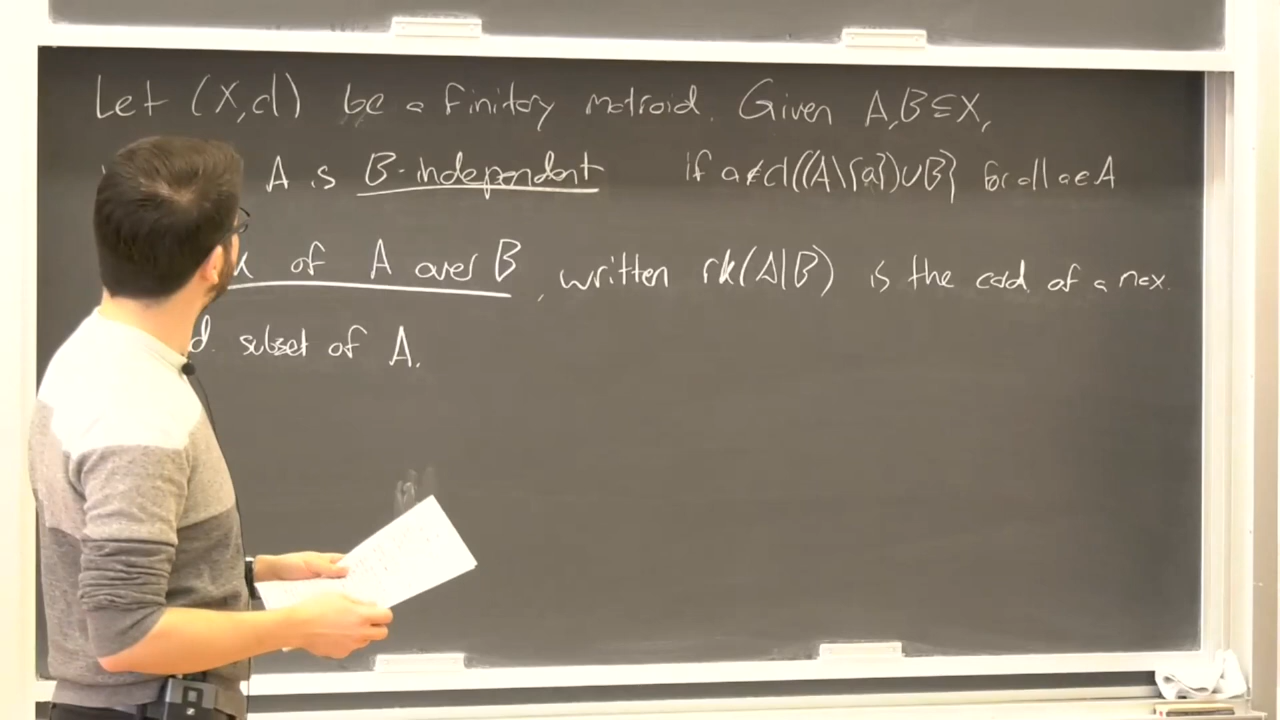 Let (X,cl) be a finitary matroid. Given A,B⊆X,
A is B-independent if a∉cl((A\{a})∪B} for all a∈A
of A over B, written rk(A|B) is the card. of a max.
subset of A.